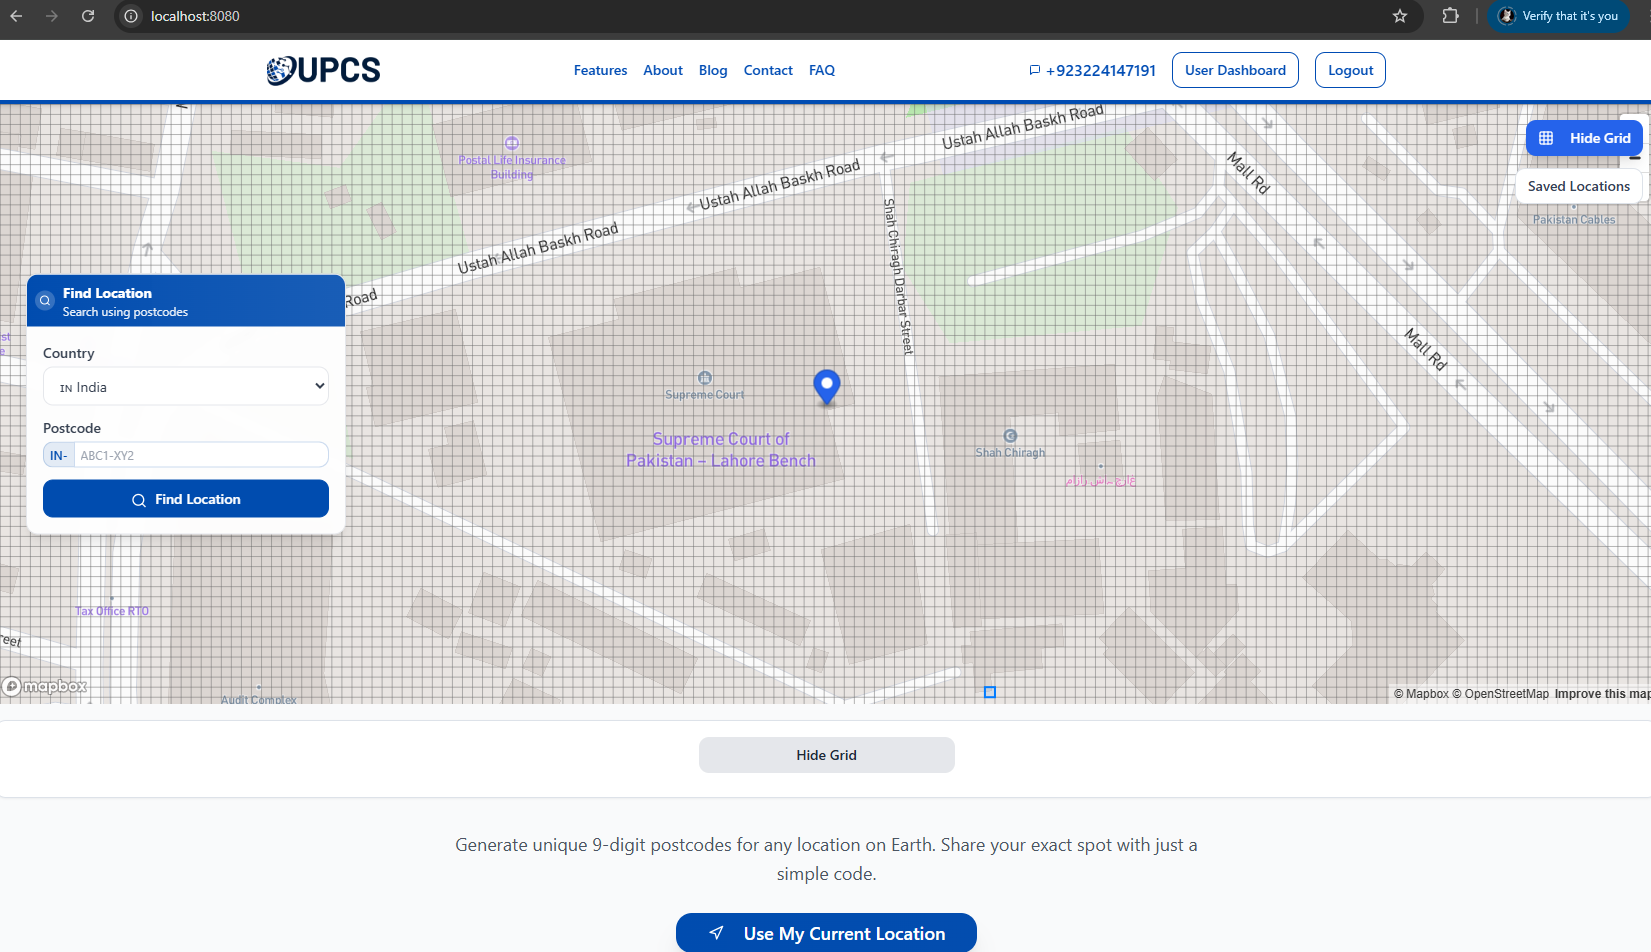 localhost:8080
Verify that it's you
UPCS
Features
About
Blog
Contact
FAQ
+923224147191
User Dashboard
Logout
Ustah Allah Baskh Road
Postal Life Insurance
Building
Ustah Allah Baskh Road
Mall Rd
Hide Grid
Saved Locations
Pakistan Cables
Ustah Allah Baskh Road
Shah Chiragh Darbar Street
Road
Find Location
Search using postcodes
Country
IN India
Postcode
IN-
ABC1-XY2
Find Location
Mall Rd
Supreme Court
Supreme Court of
Pakistan – Lahore Bench
Shah Chiragh
Tax Office RTO
eet
Audit Complex
mapbox
© Mapbox © OpenStreetMap Improve this map
Hide Grid
Generate unique 9-digit postcodes for any location on Earth. Share your exact spot with just a
simple code.
Use My Current Location